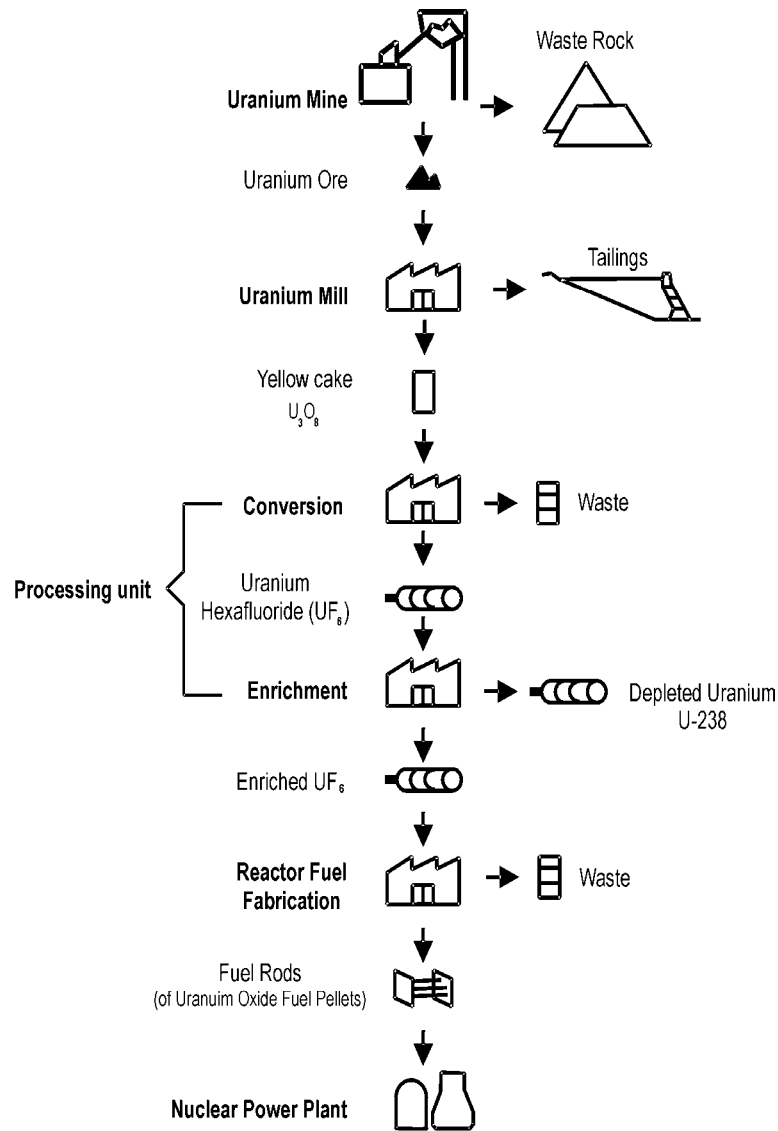 Waste Rock
Uranium Mine
Uranium Ore
Tailings
Uranium Mill
Yellow cake
U₃O₈
Conversion
Waste
Processing unit
Uranium
Hexafluoride (UF₆)
Enrichment
Depleted Uranium
U-238
Enriched UF₆
Reactor Fuel
Fabrication
Waste
Fuel Rods
(of Uranuim Oxide Fuel Pellets)
Nuclear Power Plant